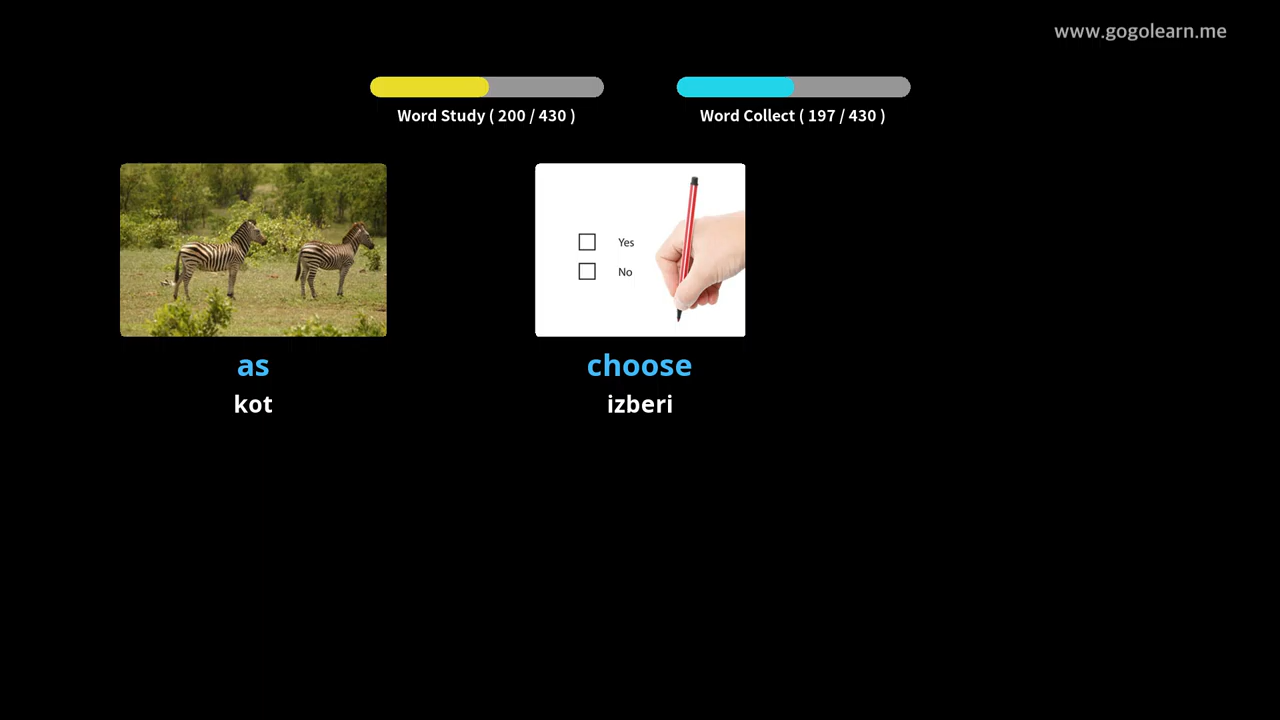 www.gogolearn.me
Word Study ( 200 / 430 )
Word Collect ( 197 / 430 )
Yes
No
as
choose
kot
izberi